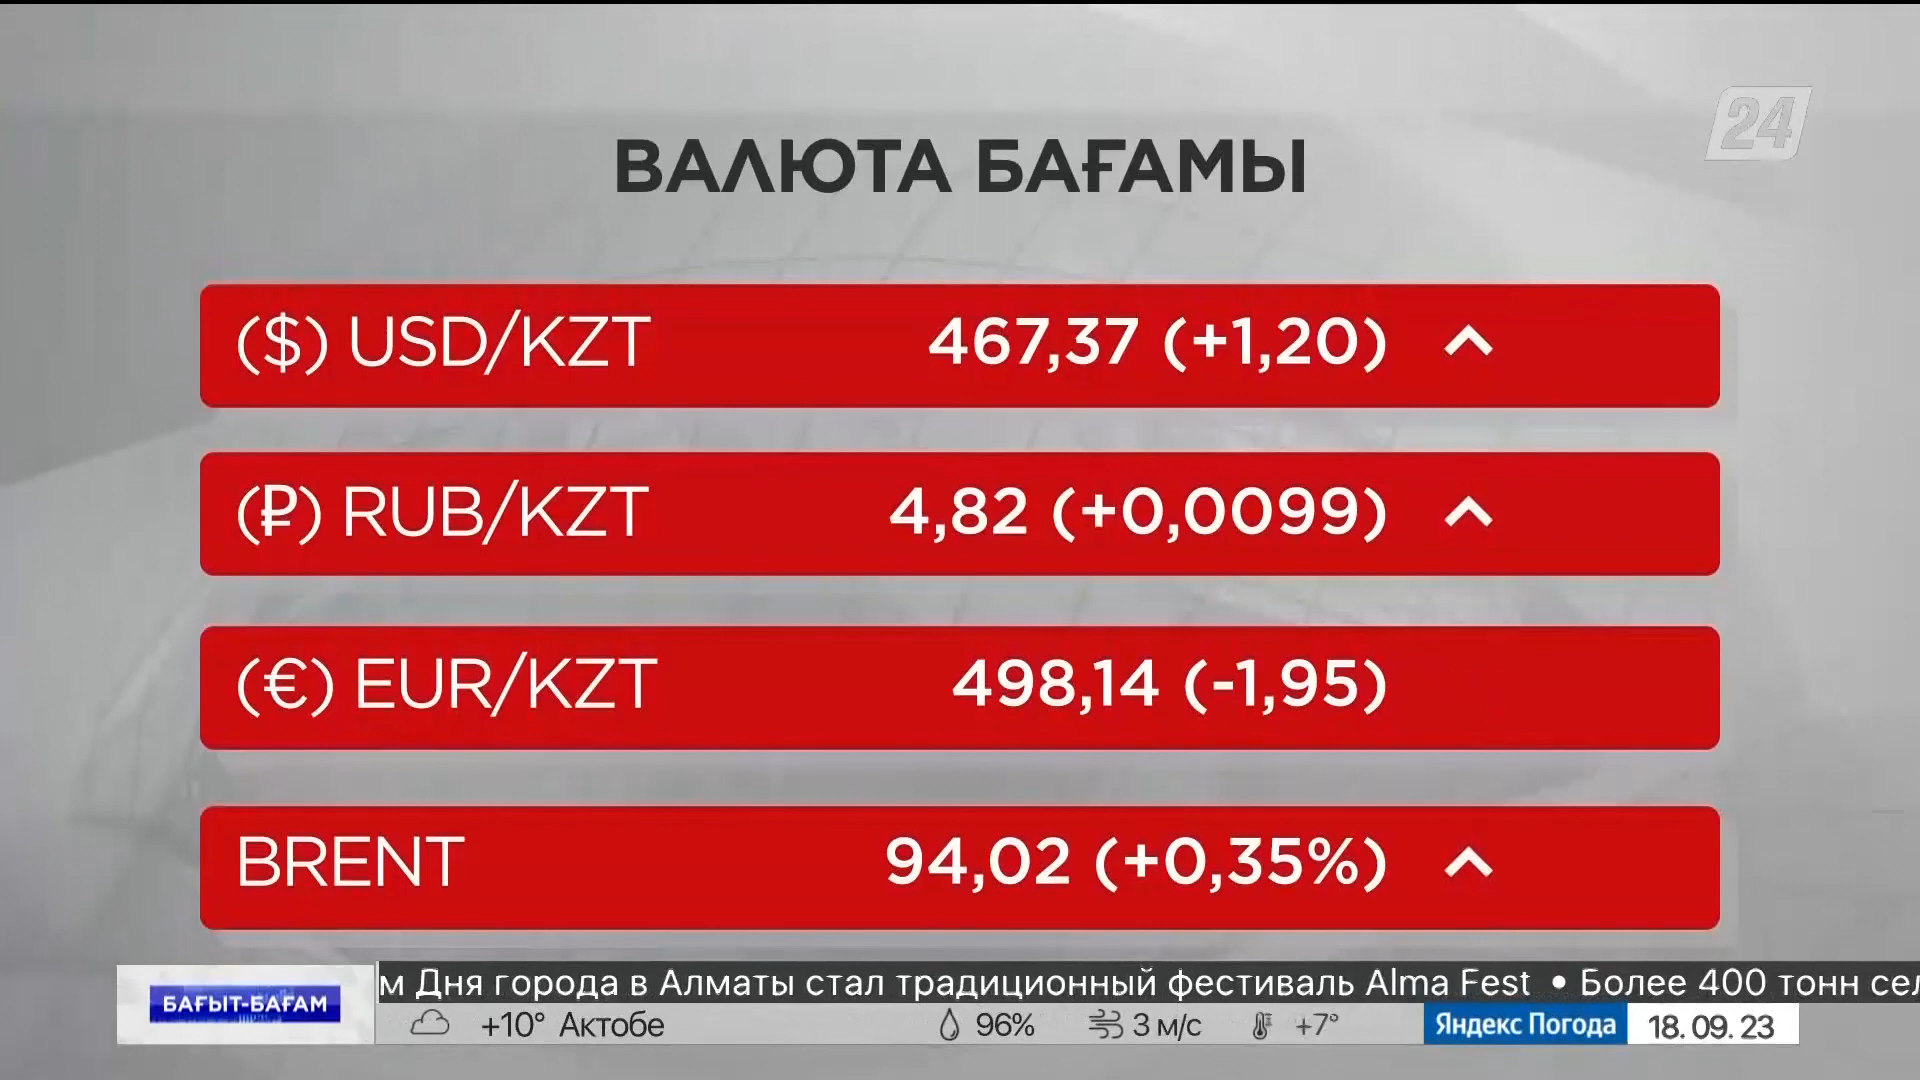 24
ВАЛЮТА БАҒАМЫ
($) USD/KZT 467,37 (+1,20)
(₽) RUB/KZT 4,82 (+0,0099)
(€) EUR/KZT 498,14 (-1,95)
BRENT 94,02 (+0,35%)
м Дня города в Алматы стал традиционный фестиваль Alma Fest • Более 400 тонн сел
БАҒЫТ-БАҒАМ
+10° Актобе 96% 3 м/с +7° Яндекс Погода 18. 09. 23